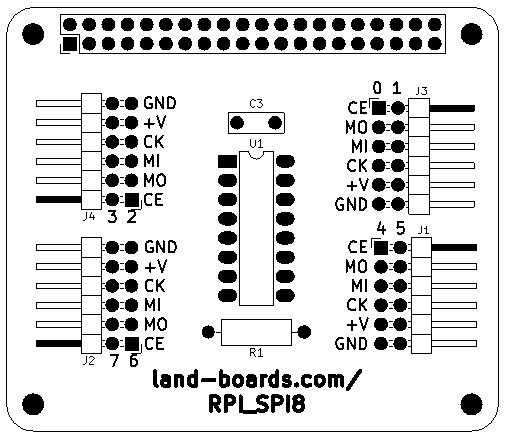 C3
0 1
J3
CE
MO
MI
CK
+V
GND
GND
+V
CK
MI
MO
CE
J4
3 2
U1
4 5
J1
CE
MO
MI
CK
+V
GND
GND
+V
CK
MI
MO
CE
J2
7 6
R1
land-boards.com/
RPI_SPI8